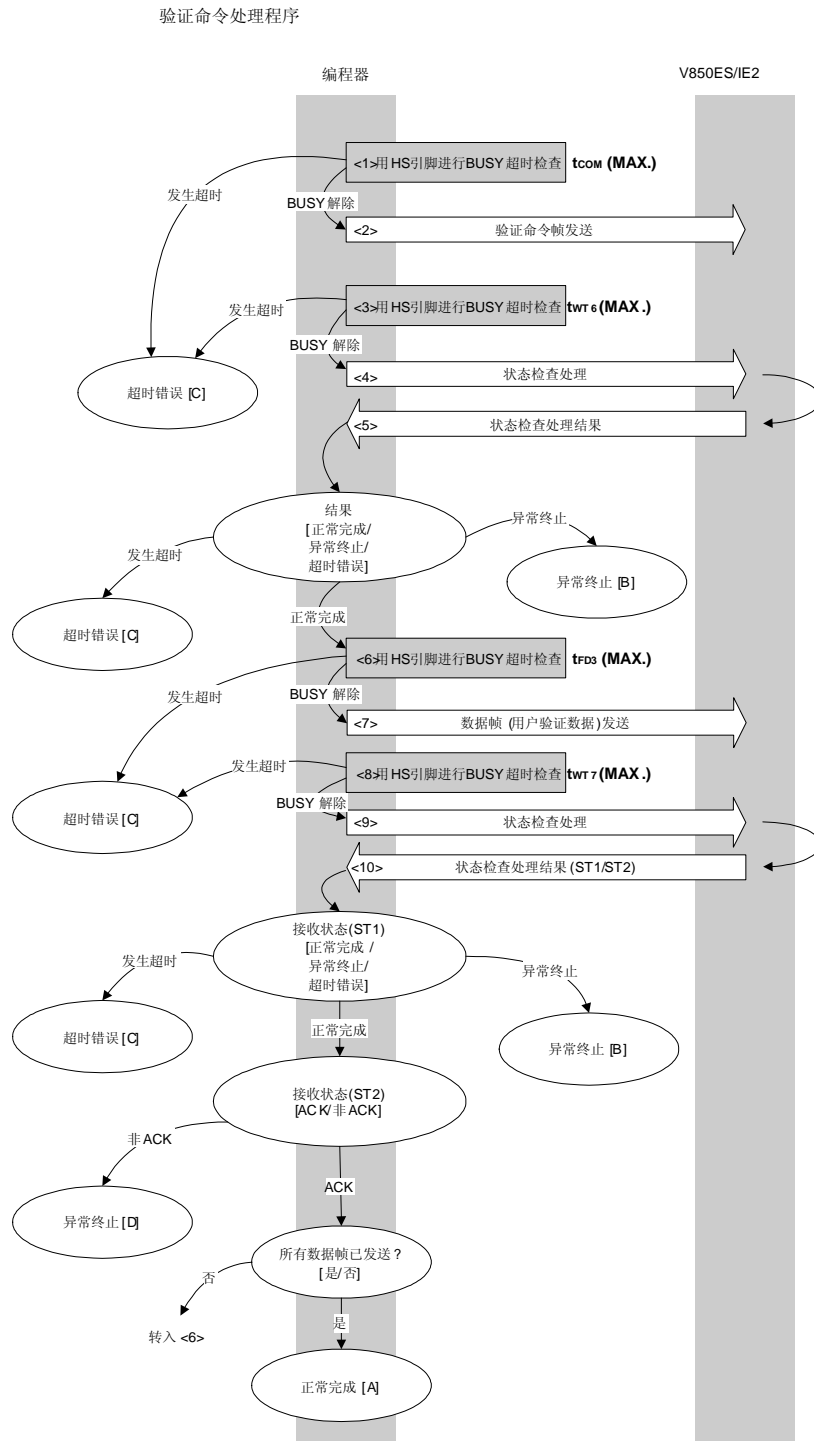 验证命令处理程序
编程器
V850ES/IE2
<1>用HS引脚进行BUSY超时检查 tCOM (MAX.)
发生超时
BUSY 解除
<2> 验证命令帧发送
<3>用HS引脚进行BUSY超时检查 tWT6 (MAX.)
发生超时
BUSY 解除
<4> 状态检查处理
超时错误 [C]
<5> 状态检查处理结果
结果
[正常完成/
异常终止/
超时错误]
异常终止
发生超时
异常终止 [B]
正常完成
超时错误 [C]
<6>用HS引脚进行BUSY超时检查 tFD3 (MAX.)
发生超时
BUSY 解除
<7> 数据帧 (用户验证数据)发送
发生超时
<8>用HS引脚进行BUSY超时检查 tWT7 (MAX.)
BUSY 解除
超时错误 [C]
<9> 状态检查处理
<10> 状态检查处理结果 (ST1/ST2)
接收状态(ST1)
[正常完成 /
异常终止/
超时错误]
发生超时
异常终止
正常完成
超时错误 [C]
异常终止 [B]
接收状态(ST2)
[ACK/非ACK]
非ACK
ACK
异常终止 [D]
所有数据帧已发送?
[是/否]
否
是
转入 <6>
正常完成 [A]